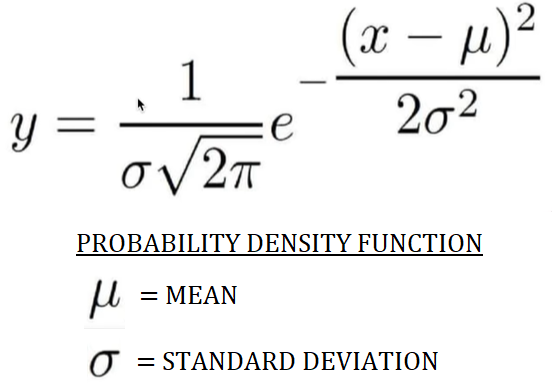 y = 1/(σ√2π) e^−(x − μ)²/2σ²
PROBABILITY DENSITY FUNCTION
μ = MEAN
σ = STANDARD DEVIATION